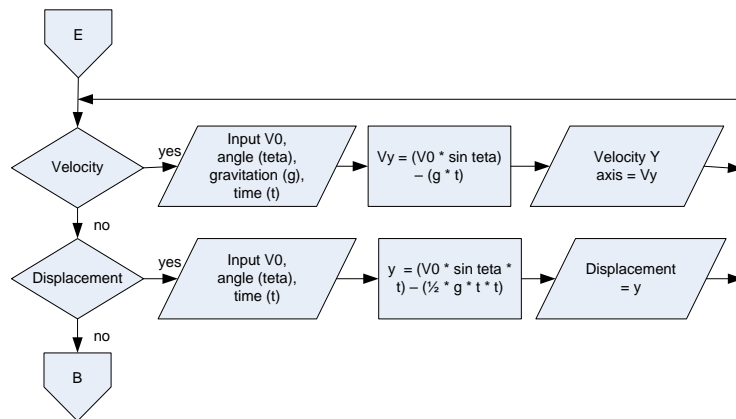 E
Velocity
yes
Input V0,
angle (teta),
gravitation (g),
time (t)
Vy = (V0 * sin teta)
– (g * t)
Velocity Y
axis = Vy
no
Displacement
yes
Input V0,
angle (teta),
time (t)
y  = (V0 * sin teta *
t) – (½ * g * t * t)
Displacement
= y
no
B